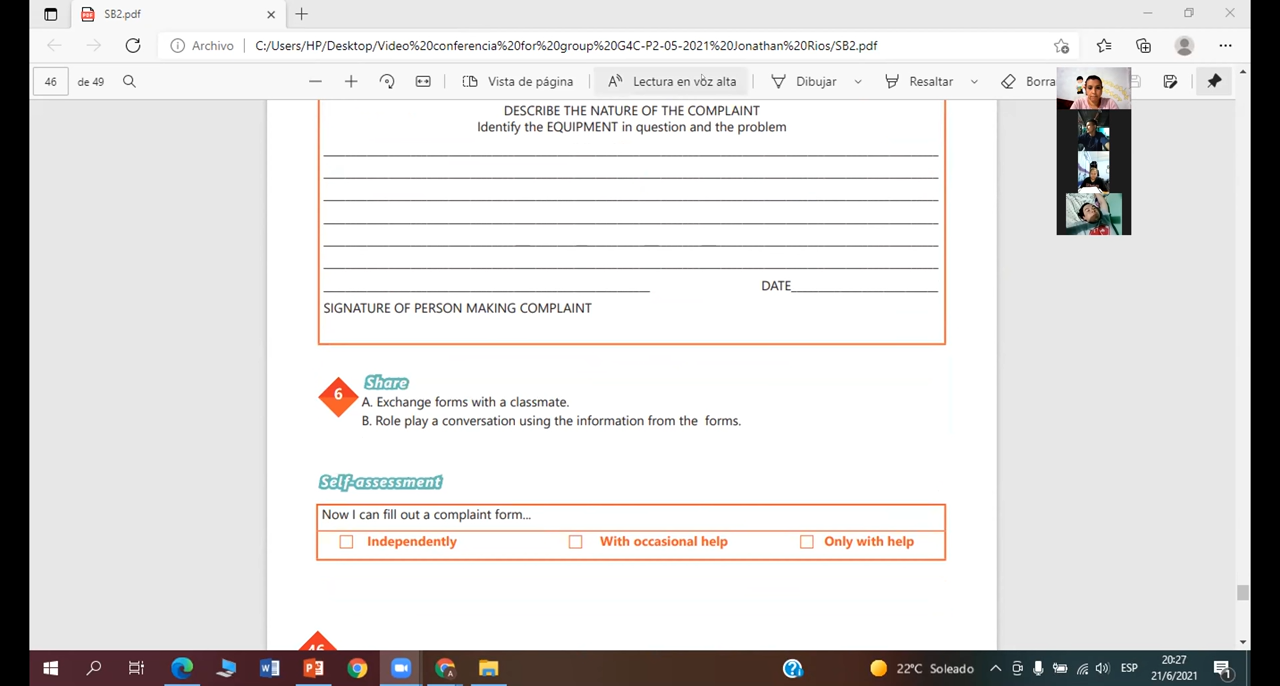 SB2.pdf
Archivo
C:/Users/HP/Desktop/Video%20conferencia%20for%20group%20G4C-P2-05-2021%20Jonathan%20Rios/SB2.pdf
46 de 49
Vista de página
Lectura en voz alta
Dibujar
Resaltar
Borra
DESCRIBE THE NATURE OF THE COMPLAINT
Identify the EQUIPMENT in question and the problem
DATE
SIGNATURE OF PERSON MAKING COMPLAINT
6
Share
A. Exchange forms with a classmate.
B. Role play a conversation using the information from the forms.
Self-assessment
Now I can fill out a complaint form...
Independently
With occasional help
Only with help
46
22°C Soleado
ESP
20:27
21/6/2021
1